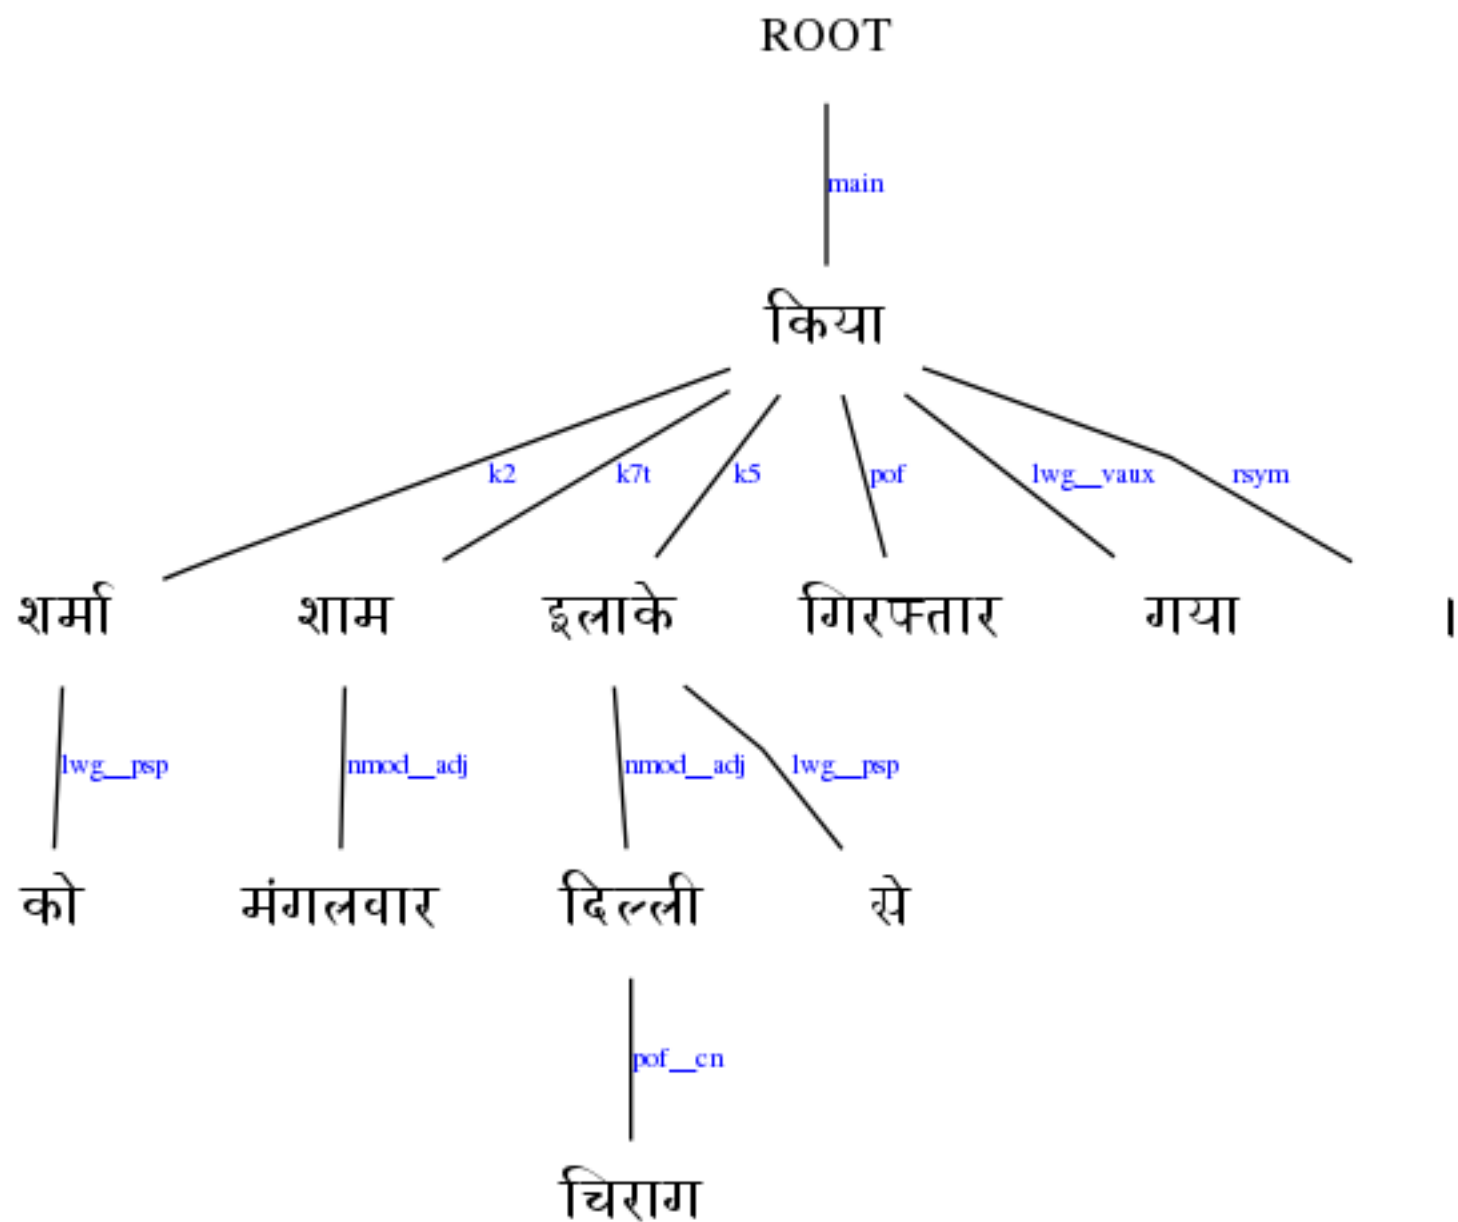 ROOT
main
किया
k2 k7t k5 pof lwg__vaux rsym
शर्मा शाम इलाके गिरफ्तार गया ।
lwg__psp nmod__adj nmod__adj lwg__psp
को मंगलवार दिल्ली से
pof__cn
चिराग